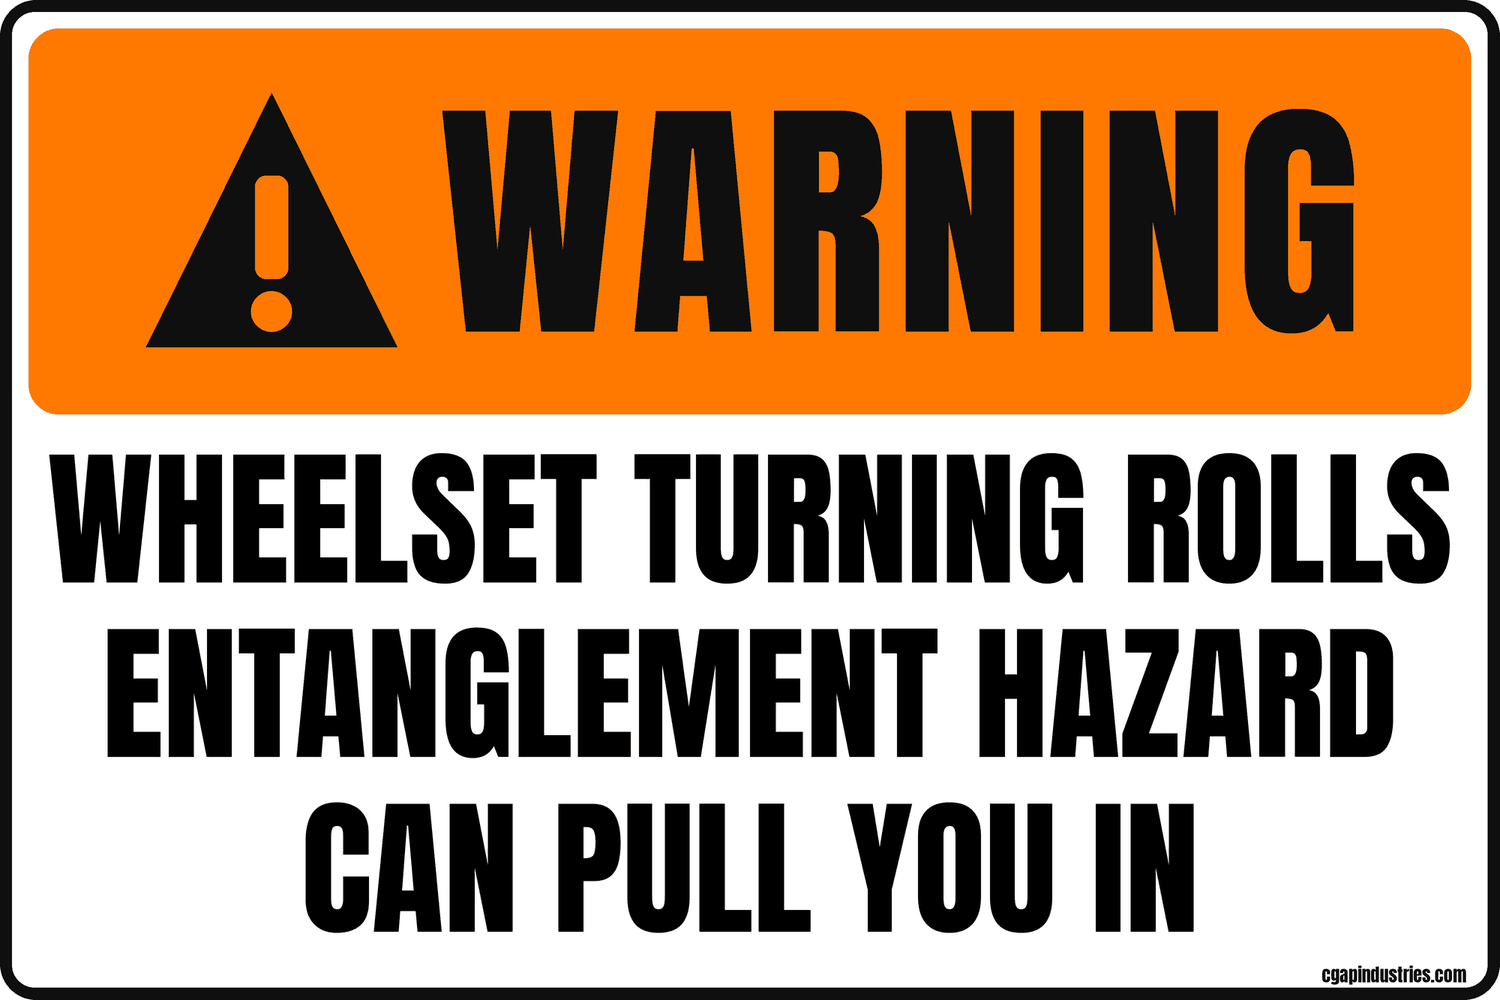 WARNING
WHEELSET TURNING ROLLS
ENTANGLEMENT HAZARD
CAN PULL YOU IN
cgapindustries.com